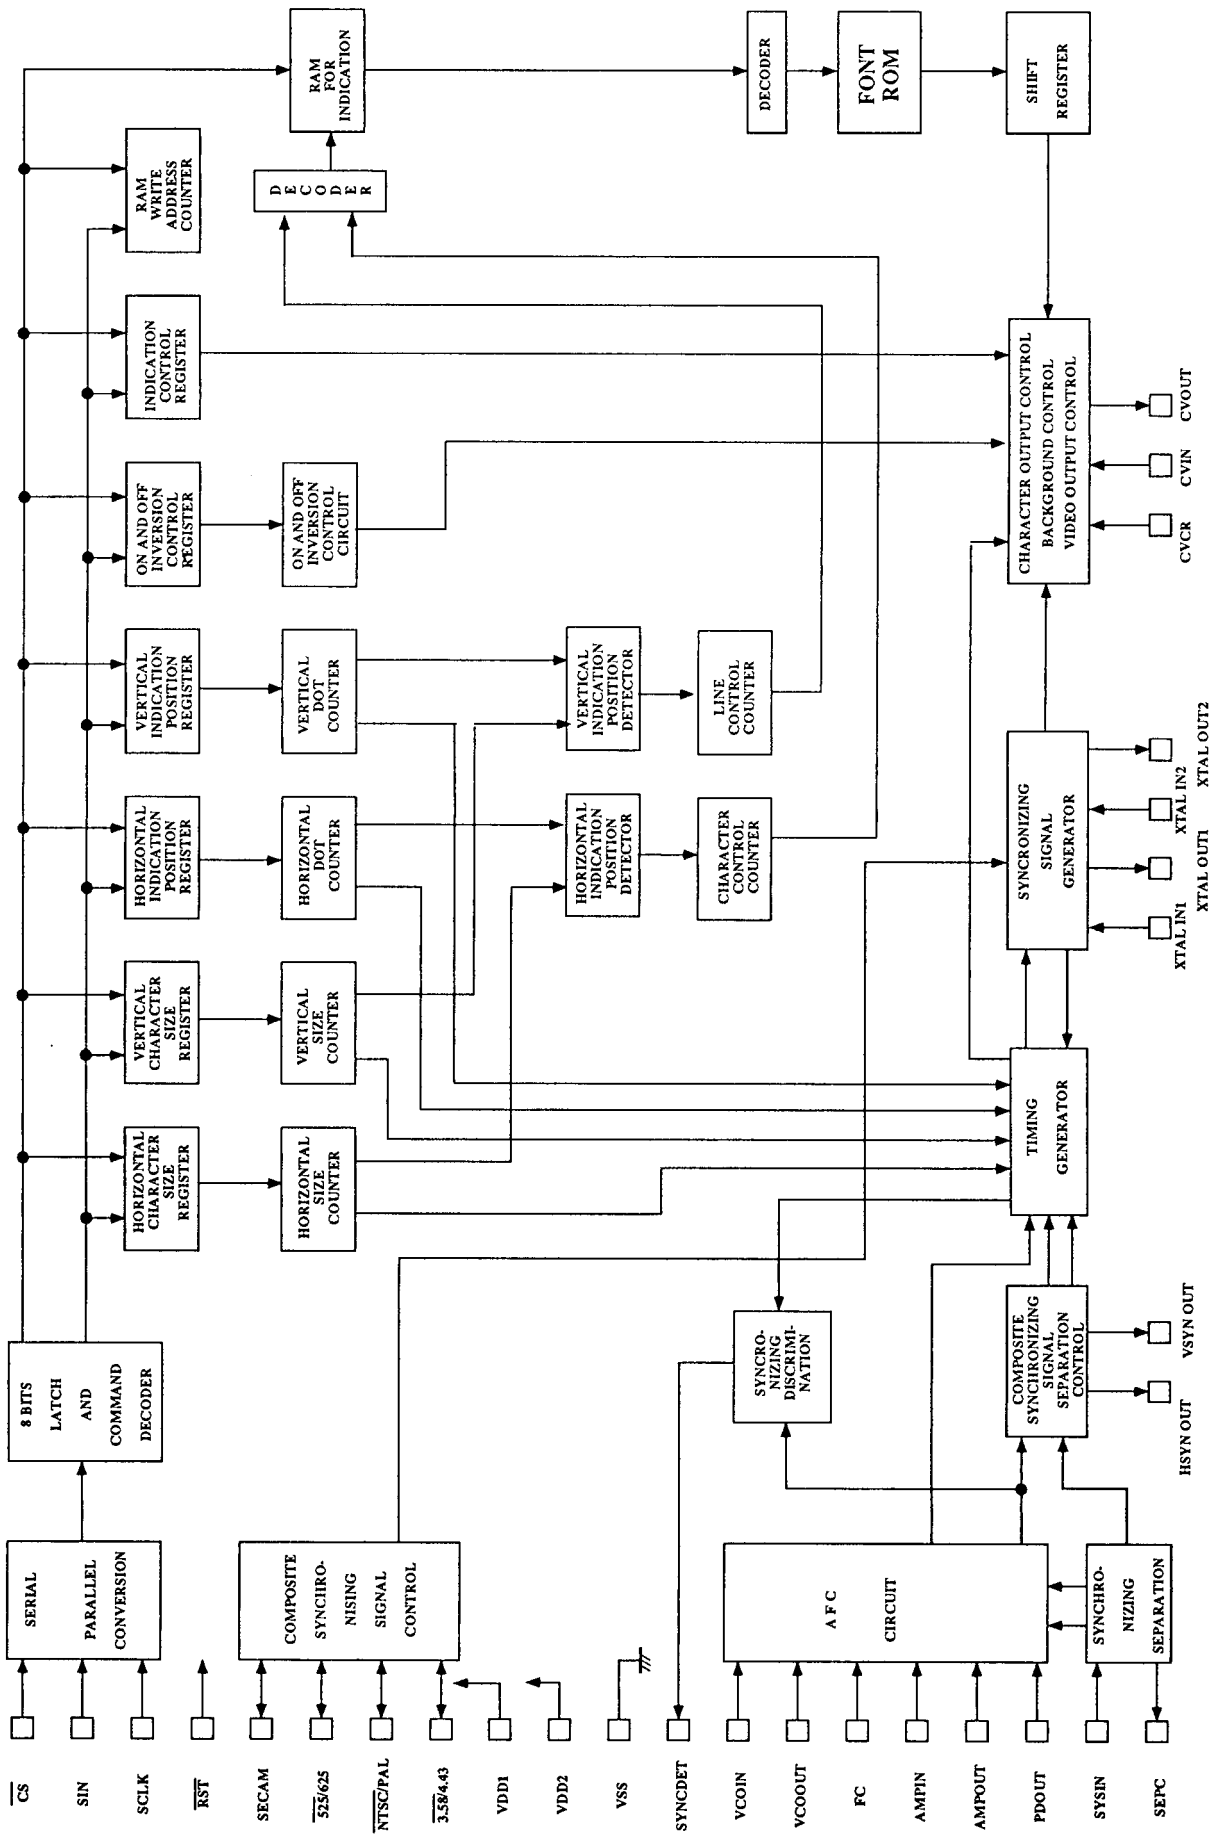 CS
SIN
SCLK
RST
SECAM
525/625
NTSC/PAL
3.58/4.43
VDD1
VDD2
VSS
SYNCDET
VCOIN
VCOOUT
FC
AMPIN
AMPOUT
PDOUT
SYSIN
SEPC
SERIAL
PARALLEL
CONVERSION
COMPOSITE
SYNCHRO-
NISING
SIGNAL
CONTROL
A F C
CIRCUIT
SYNCHRO-
NIZING
SEPARATION
8 BITS
LATCH
AND
COMMAND
DECODER
SYNCRO-
NIZING
DISCRIMI-
NATION
COMPOSITE
SYNCHRONIZING
SIGNAL
SEPARATION
CONTROL
HSYN OUT
VSYN OUT
HORIZONTAL
CHARACTER
SIZE
REGISTER
HORIZONTAL
SIZE
COUNTER
TIMING
GENERATOR
VERTICAL
CHARACTER
SIZE
REGISTER
VERTICAL
SIZE
COUNTER
HORIZONTAL
INDICATION
POSITION
REGISTER
HORIZONTAL
DOT
COUNTER
HORIZONTAL
INDICATION
POSITION
DETECTOR
CHARACTER
CONTROL
COUNTER
SYNCRONIZING
SIGNAL
GENERATOR
XTAL IN1
XTAL OUT1
XTAL IN2
XTAL OUT2
VERTICAL
INDICATION
POSITION
REGISTER
VERTICAL
DOT
COUNTER
VERTICAL
INDICATION
POSITION
DETECTOR
LINE
CONTROL
COUNTER
ON AND OFF
INVERSION
CONTROL
REGISTER
ON AND OFF
INVERSION
CONTROL
CIRCUIT
CHARACTER OUTPUT CONTROL
BACKGROUND CONTROL
VIDEO OUTPUT CONTROL
CVCR
CVIN
CVOUT
INDICATION
CONTROL
REGISTER
RAM
WRITE
ADDRESS
COUNTER
DECODER
RAM
FOR
INDICATION
DECODER
FONT
ROM
SHIFT
REGISTER